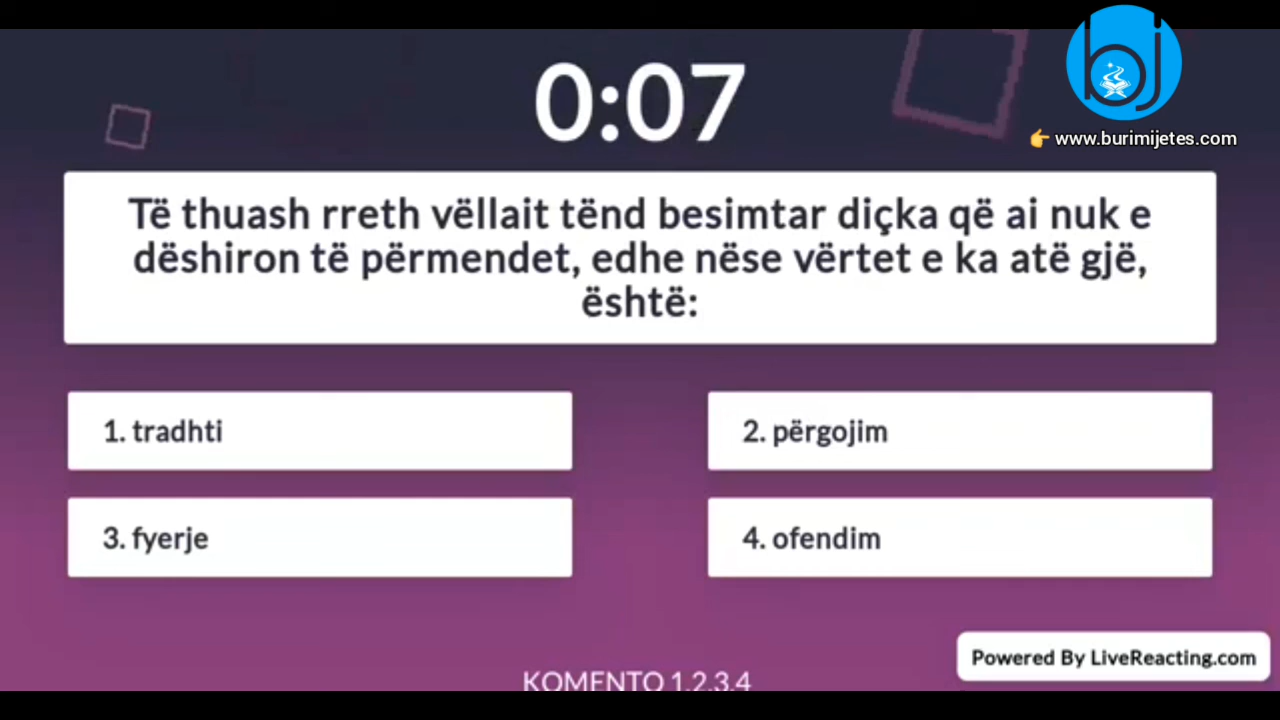 0:07
bj
www.burimijetes.com
Të thuash rreth vëllait tënd besimtar diçka që ai nuk e
dëshiron të përmendet, edhe nëse vërtet e ka atë gjë,
është:
1. tradhti
2. përgojim
3. fyerje
4. ofendim
Powered By LiveReacting.com
KOMENTO 1,2,3,4